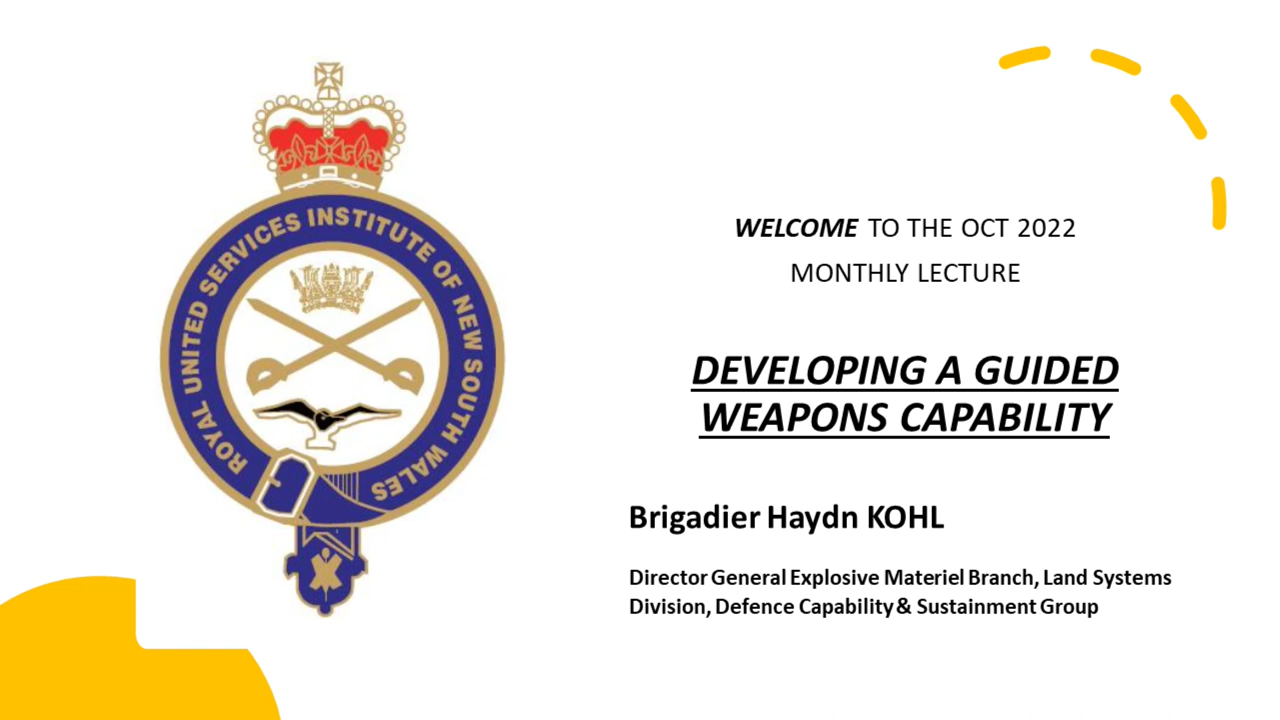 ROYAL UNITED SERVICES INSTITUTE OF NEW SOUTH WALES
WELCOME TO THE OCT 2022
MONTHLY LECTURE
DEVELOPING A GUIDED
WEAPONS CAPABILITY
Brigadier Haydn KOHL
Director General Explosive Materiel Branch, Land Systems
Division, Defence Capability & Sustainment Group